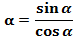 α = sin α / cos α